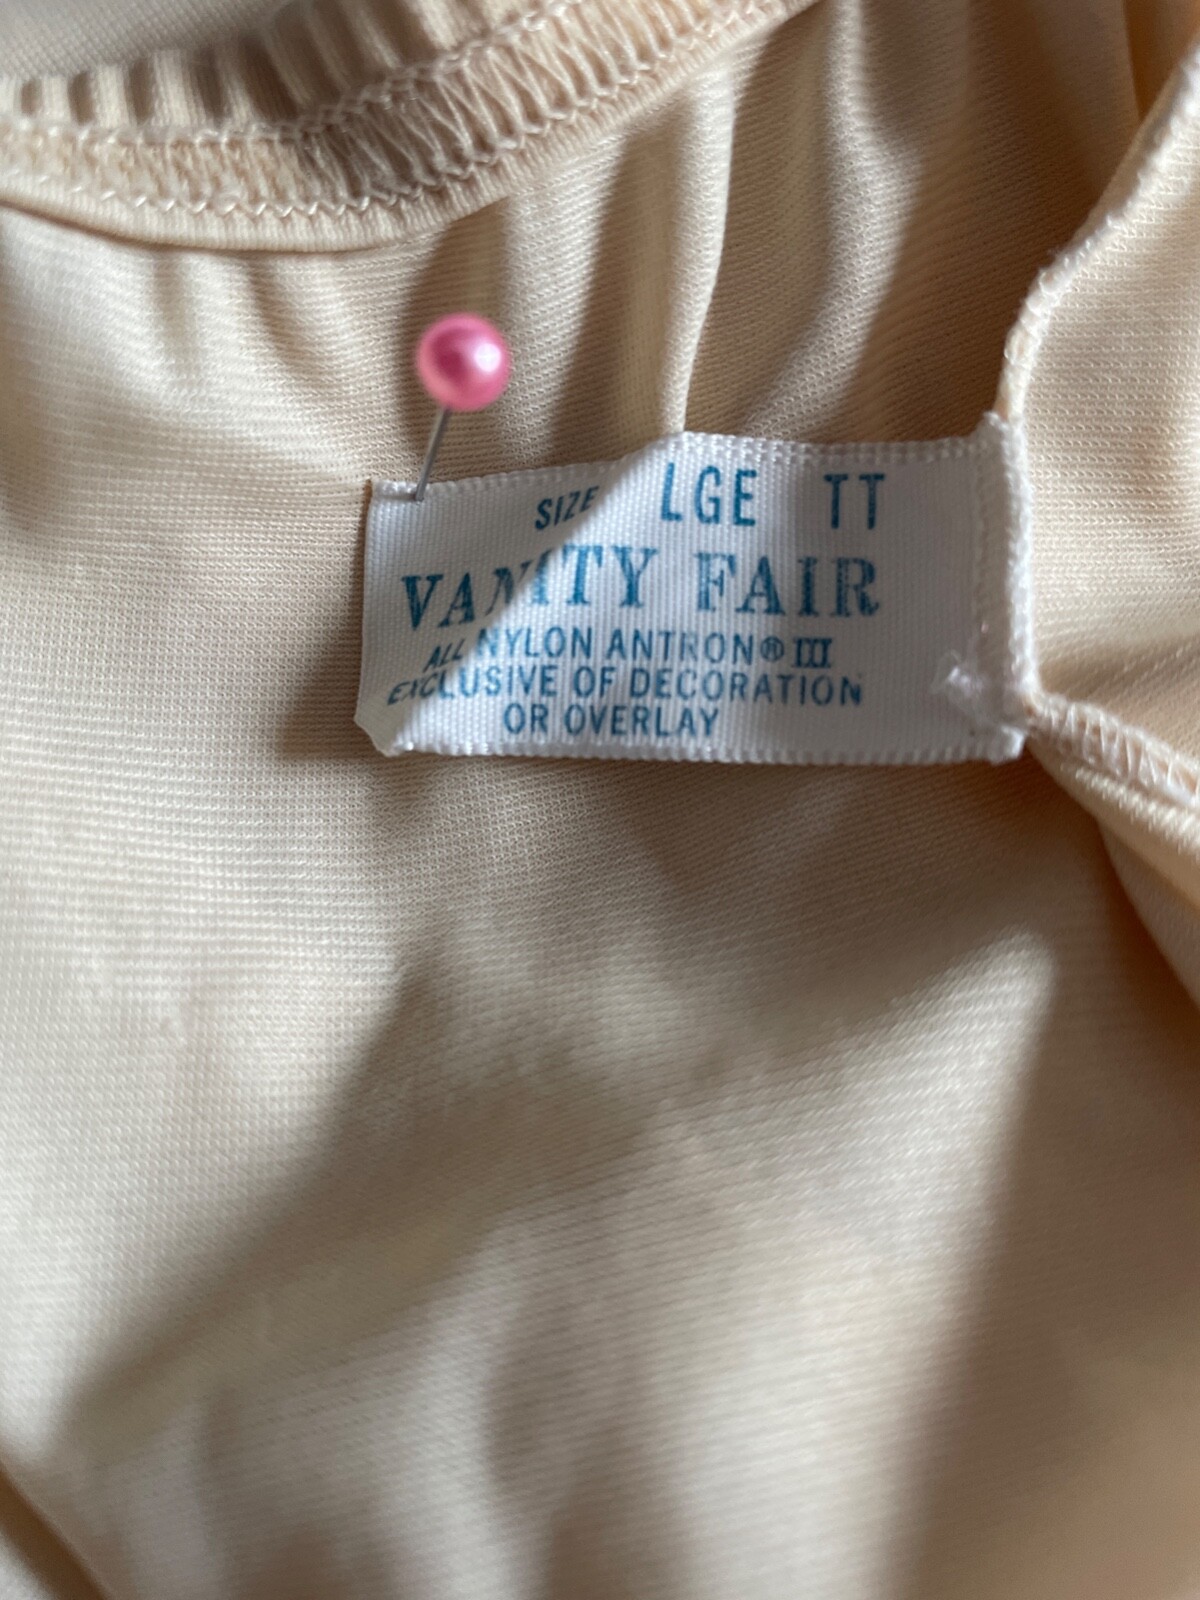 SIZE LGE TT
VANITY FAIR
ALL NYLON ANTRON® III
EXCLUSIVE OF DECORATION
OR OVERLAY